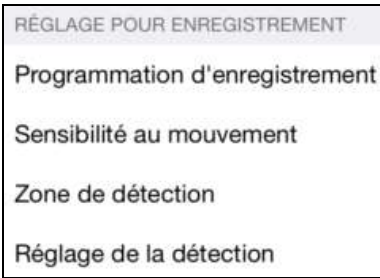 RÉGLAGE POUR ENREGISTREMENT
Programmation d'enregistrement
Sensibilité au mouvement
Zone de détection
Réglage de la détection